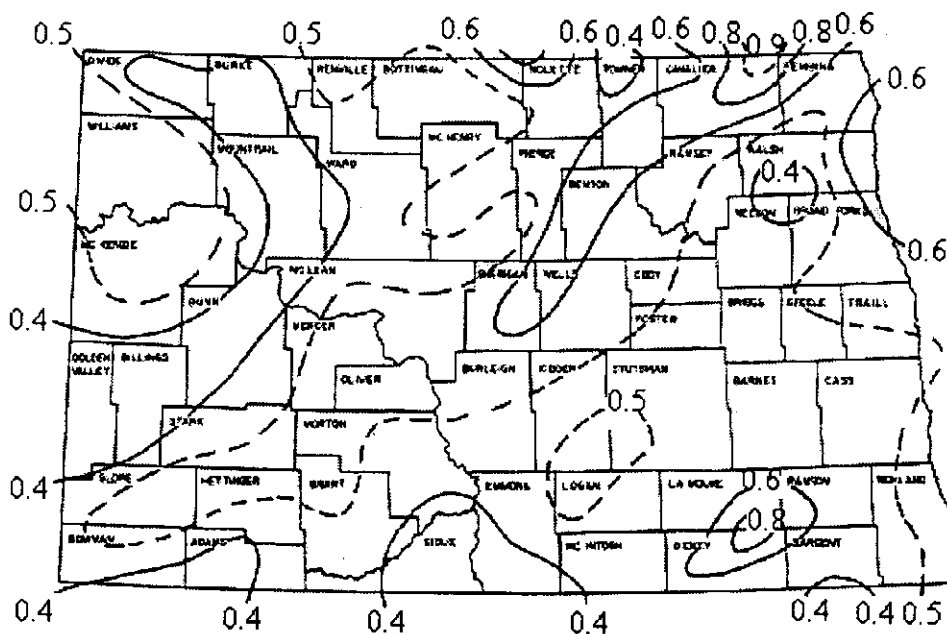 0.5 0.5 0.6 0.6 0.4 0.6 0.8 0.9 0.8 0.6
DIVIDE BURKE RENVILLE BOTTINEAU ROLETTE TOWNER CAVALIER PEMBINA
0.6
WILLIAMS MOUNTRAIL WARD MC HENRY PIERCE RAMSEY WALSH
BENSON 0.4
0.5
NELSON GRAND FORKS
MC KENZIE 0.6
MC LEAN SHERIDAN WELLS EDDY
DUNN GRIGGS STEELE TRAILL
0.4 FOSTER
MERCER
GOLDEN VALLEY BILLINGS OLIVER BURLEIGH KIDDER STUTSMAN BARNES CASS
0.5
STARK MORTON
0.4
SLOPE HETTINGER GRANT EMMONS LOGAN LA MOURE 0.6 RANSOM RICHLAND
0.8
BOWMAN ADAMS SIOUX MC INTOSH DICKEY SARGENT
0.4 0.4 0.4 0.4 0.4 0.4 0.5